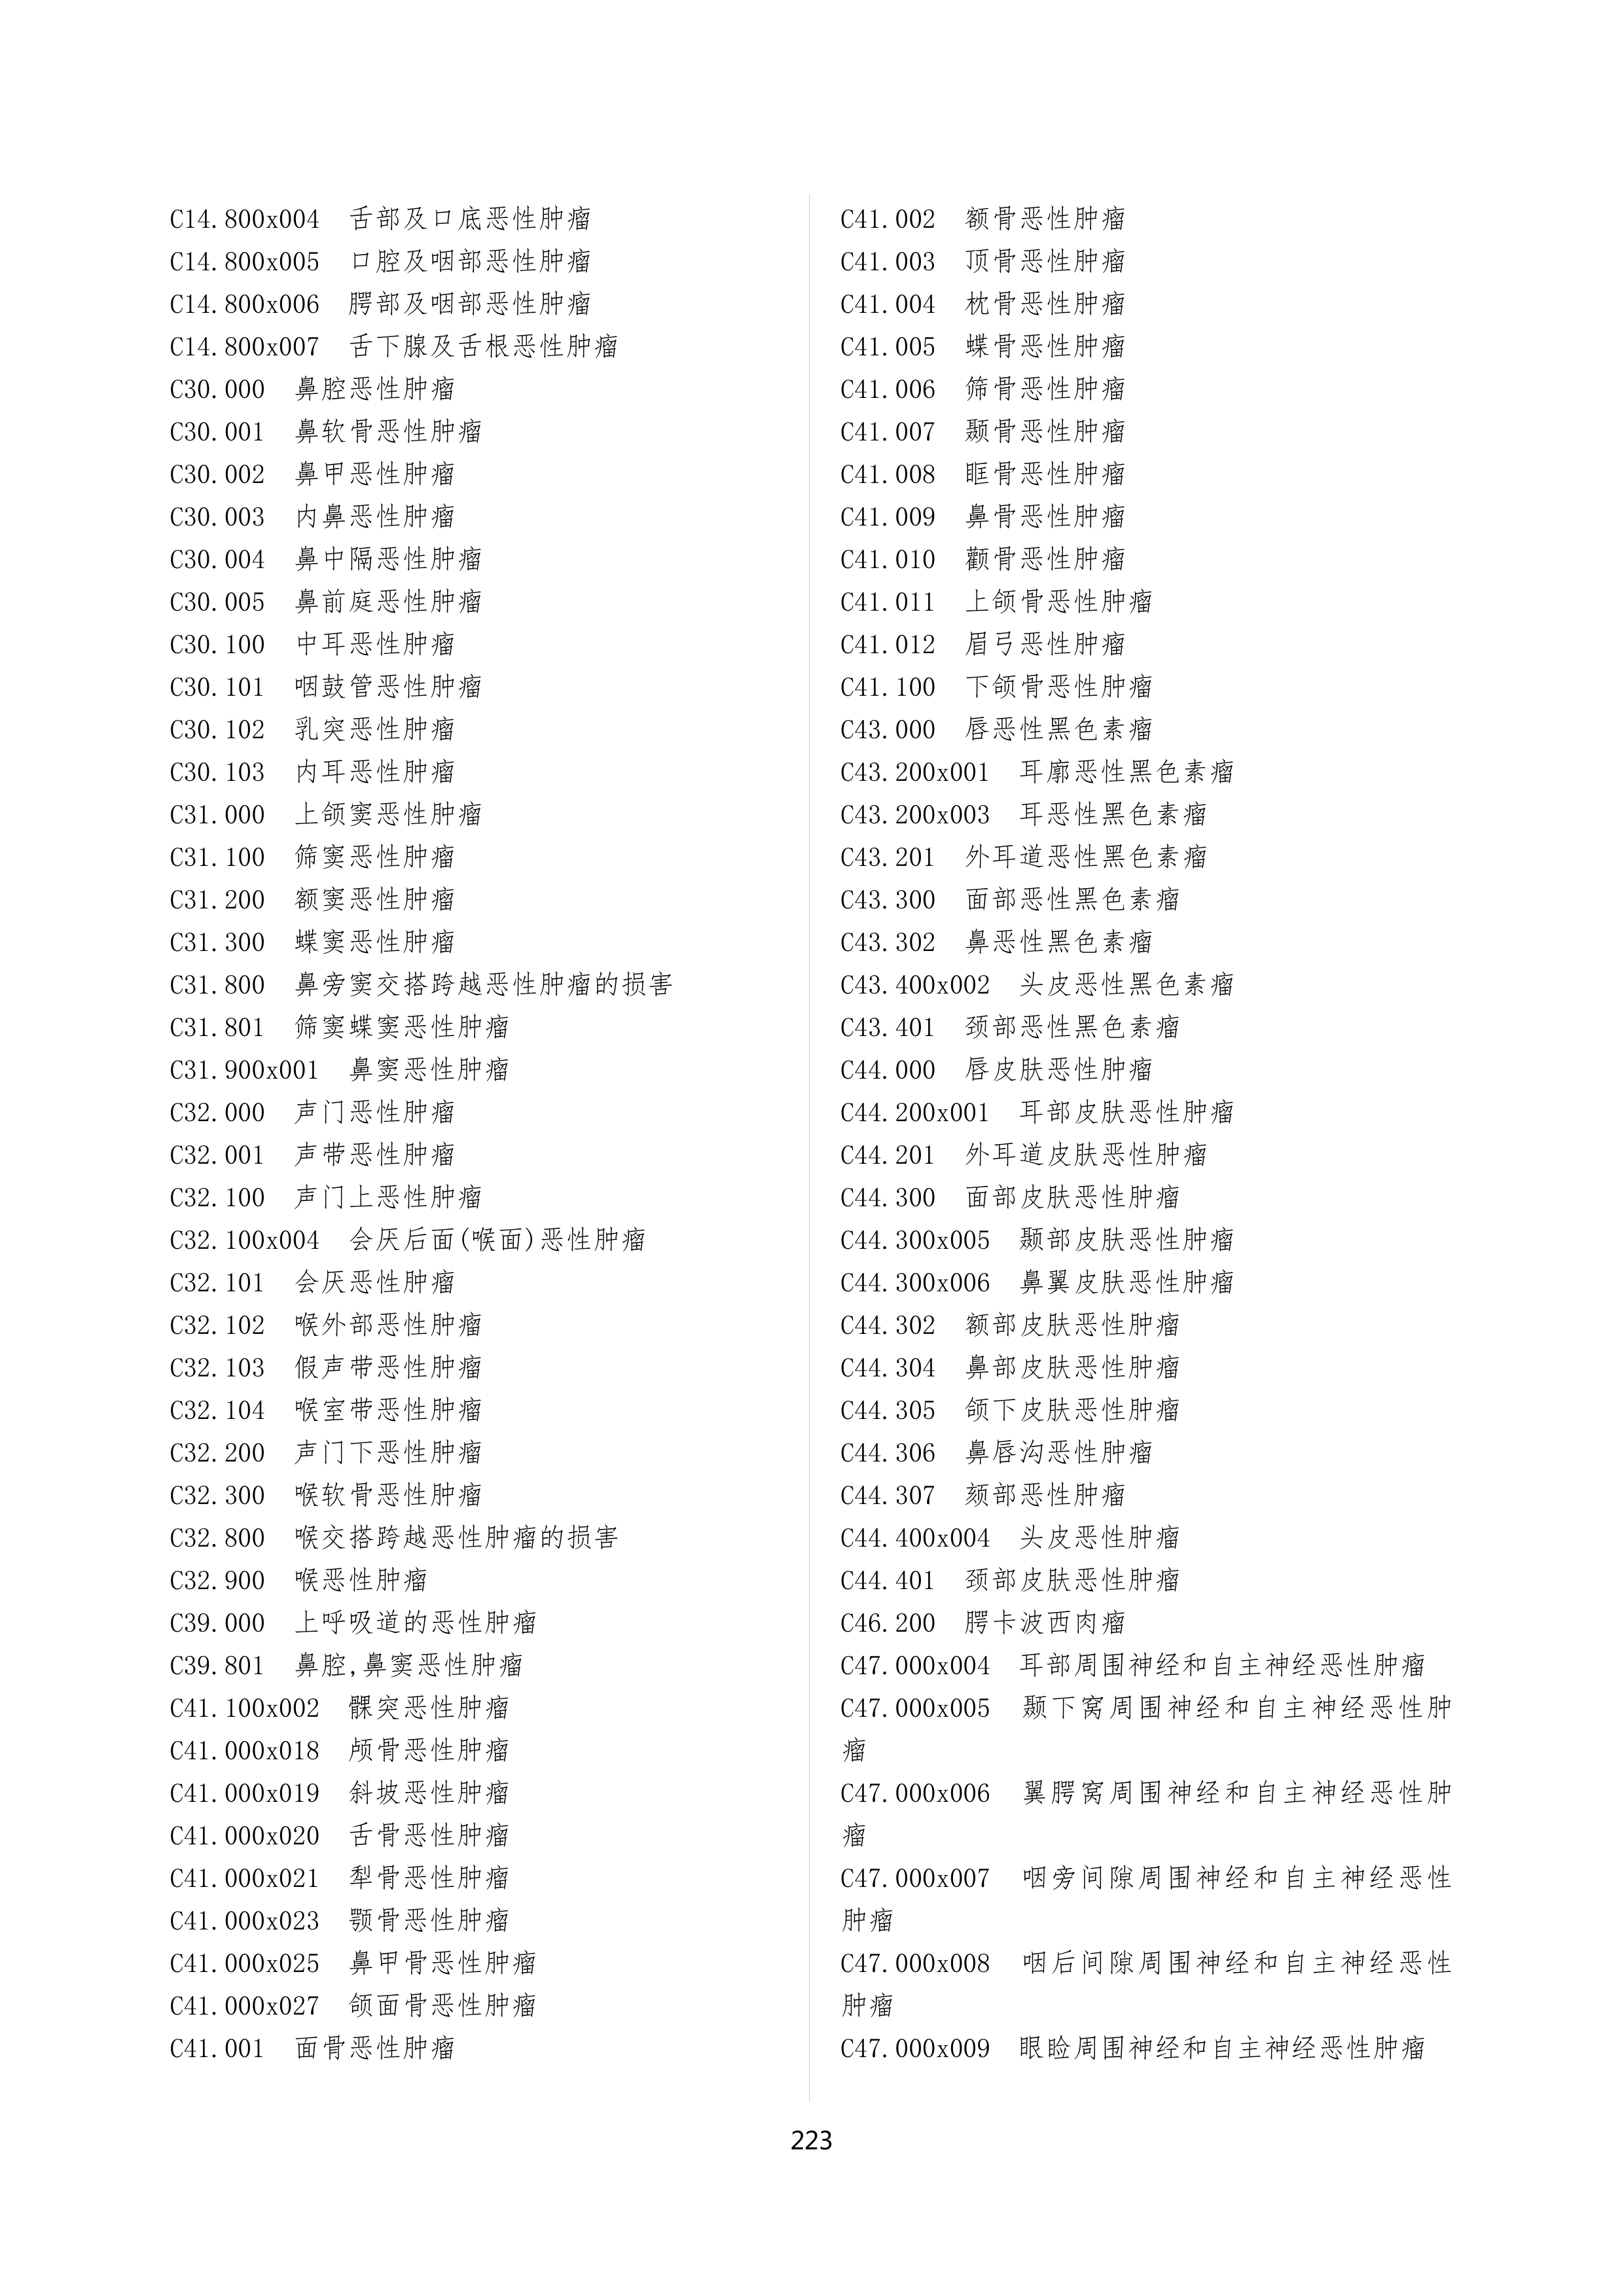 C14.800x004 舌部及口底恶性肿瘤
C14.800x005 口腔及咽部恶性肿瘤
C14.800x006 腭部及咽部恶性肿瘤
C14.800x007 舌下腺及舌根恶性肿瘤
C30.000 鼻腔恶性肿瘤
C30.001 鼻软骨恶性肿瘤
C30.002 鼻甲恶性肿瘤
C30.003 内鼻恶性肿瘤
C30.004 鼻中隔恶性肿瘤
C30.005 鼻前庭恶性肿瘤
C30.100 中耳恶性肿瘤
C30.101 咽鼓管恶性肿瘤
C30.102 乳突恶性肿瘤
C30.103 内耳恶性肿瘤
C31.000 上颌窦恶性肿瘤
C31.100 筛窦恶性肿瘤
C31.200 额窦恶性肿瘤
C31.300 蝶窦恶性肿瘤
C31.800 鼻旁窦交搭跨越恶性肿瘤的损害
C31.801 筛窦蝶窦恶性肿瘤
C31.900x001 鼻窦恶性肿瘤
C32.000 声门恶性肿瘤
C32.001 声带恶性肿瘤
C32.100 声门上恶性肿瘤
C32.100x004 会厌后面(喉面)恶性肿瘤
C32.101 会厌恶性肿瘤
C32.102 喉外部恶性肿瘤
C32.103 假声带恶性肿瘤
C32.104 喉室带恶性肿瘤
C32.200 声门下恶性肿瘤
C32.300 喉软骨恶性肿瘤
C32.800 喉交搭跨越恶性肿瘤的损害
C32.900 喉恶性肿瘤
C39.000 上呼吸道的恶性肿瘤
C39.801 鼻腔,鼻窦恶性肿瘤
C41.100x002 髁突恶性肿瘤
C41.000x018 颅骨恶性肿瘤
C41.000x019 斜坡恶性肿瘤
C41.000x020 舌骨恶性肿瘤
C41.000x021 犁骨恶性肿瘤
C41.000x023 颚骨恶性肿瘤
C41.000x025 鼻甲骨恶性肿瘤
C41.000x027 颌面骨恶性肿瘤
C41.001 面骨恶性肿瘤
C41.002 额骨恶性肿瘤
C41.003 顶骨恶性肿瘤
C41.004 枕骨恶性肿瘤
C41.005 蝶骨恶性肿瘤
C41.006 筛骨恶性肿瘤
C41.007 颞骨恶性肿瘤
C41.008 眶骨恶性肿瘤
C41.009 鼻骨恶性肿瘤
C41.010 颧骨恶性肿瘤
C41.011 上颌骨恶性肿瘤
C41.012 眉弓恶性肿瘤
C41.100 下颌骨恶性肿瘤
C43.000 唇恶性黑色素瘤
C43.200x001 耳廓恶性黑色素瘤
C43.200x003 耳恶性黑色素瘤
C43.201 外耳道恶性黑色素瘤
C43.300 面部恶性黑色素瘤
C43.302 鼻恶性黑色素瘤
C43.400x002 头皮恶性黑色素瘤
C43.401 颈部恶性黑色素瘤
C44.000 唇皮肤恶性肿瘤
C44.200x001 耳部皮肤恶性肿瘤
C44.201 外耳道皮肤恶性肿瘤
C44.300 面部皮肤恶性肿瘤
C44.300x005 颞部皮肤恶性肿瘤
C44.300x006 鼻翼皮肤恶性肿瘤
C44.302 额部皮肤恶性肿瘤
C44.304 鼻部皮肤恶性肿瘤
C44.305 颌下皮肤恶性肿瘤
C44.306 鼻唇沟恶性肿瘤
C44.307 颏部恶性肿瘤
C44.400x004 头皮恶性肿瘤
C44.401 颈部皮肤恶性肿瘤
C46.200 腭卡波西肉瘤
C47.000x004 耳部周围神经和自主神经恶性肿瘤
C47.000x005 颞下窝周围神经和自主神经恶性肿
瘤
C47.000x006 翼腭窝周围神经和自主神经恶性肿
瘤
C47.000x007 咽旁间隙周围神经和自主神经恶性
肿瘤
C47.000x008 咽后间隙周围神经和自主神经恶性
肿瘤
C47.000x009 眼睑周围神经和自主神经恶性肿瘤
223